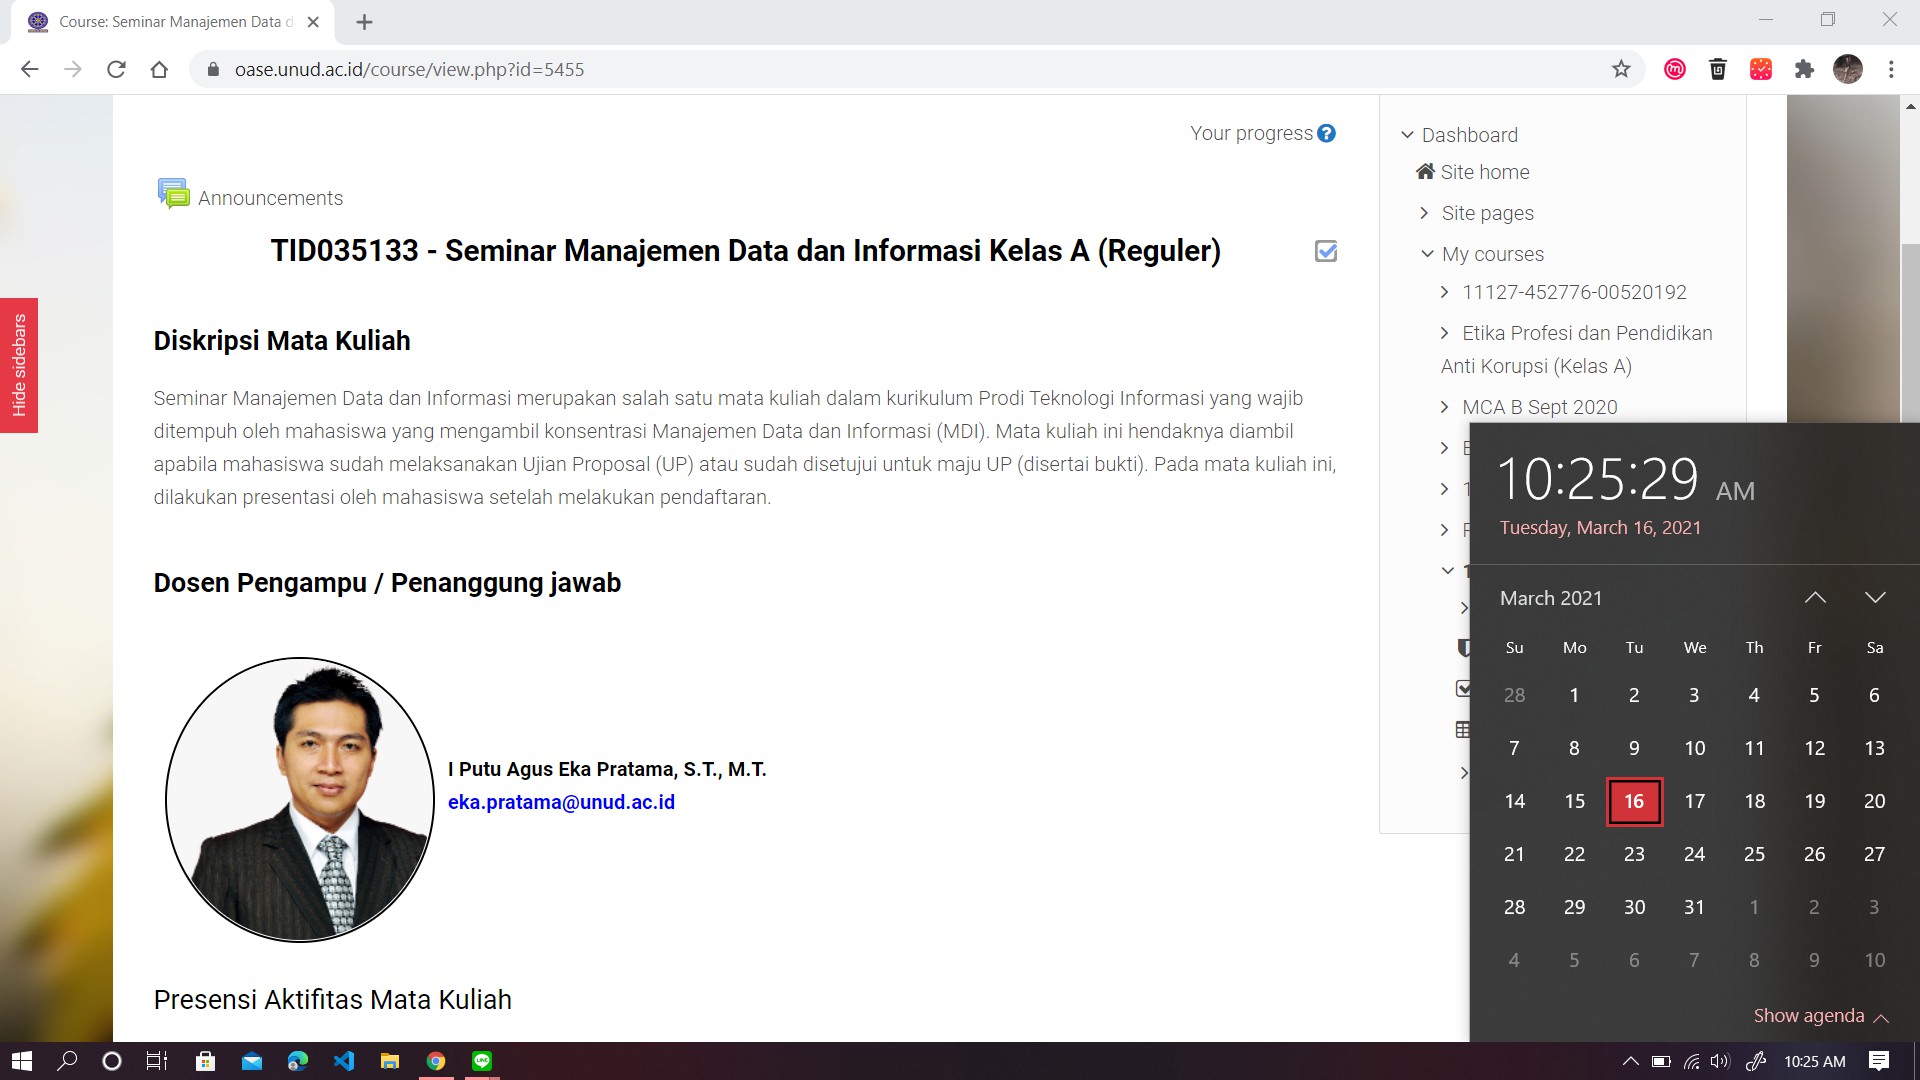 Course: Seminar Manajemen Data d
oase.unud.ac.id/course/view.php?id=5455
Hide sidebars
Your progress
Announcements
TID035133 - Seminar Manajemen Data dan Informasi Kelas A (Reguler)
Diskripsi Mata Kuliah
Seminar Manajemen Data dan Informasi merupakan salah satu mata kuliah dalam kurikulum Prodi Teknologi Informasi yang wajib
ditempuh oleh mahasiswa yang mengambil konsentrasi Manajemen Data dan Informasi (MDI). Mata kuliah ini hendaknya diambil
apabila mahasiswa sudah melaksanakan Ujian Proposal (UP) atau sudah disetujui untuk maju UP (disertai bukti). Pada mata kuliah ini,
dilakukan presentasi oleh mahasiswa setelah melakukan pendaftaran.
Dosen Pengampu / Penanggung jawab
I Putu Agus Eka Pratama, S.T., M.T.
eka.pratama@unud.ac.id
Presensi Aktifitas Mata Kuliah
Dashboard
Site home
Site pages
My courses
11127-452776-00520192
Etika Profesi dan Pendidikan
Anti Korupsi (Kelas A)
MCA B Sept 2020
10:25:29 AM
Tuesday, March 16, 2021
March 2021
Su Mo Tu We Th Fr Sa
28 1 2 3 4 5 6
7 8 9 10 11 12 13
14 15 16 17 18 19 20
21 22 23 24 25 26 27
28 29 30 31 1 2 3
4 5 6 7 8 9 10
Show agenda
10:25 AM